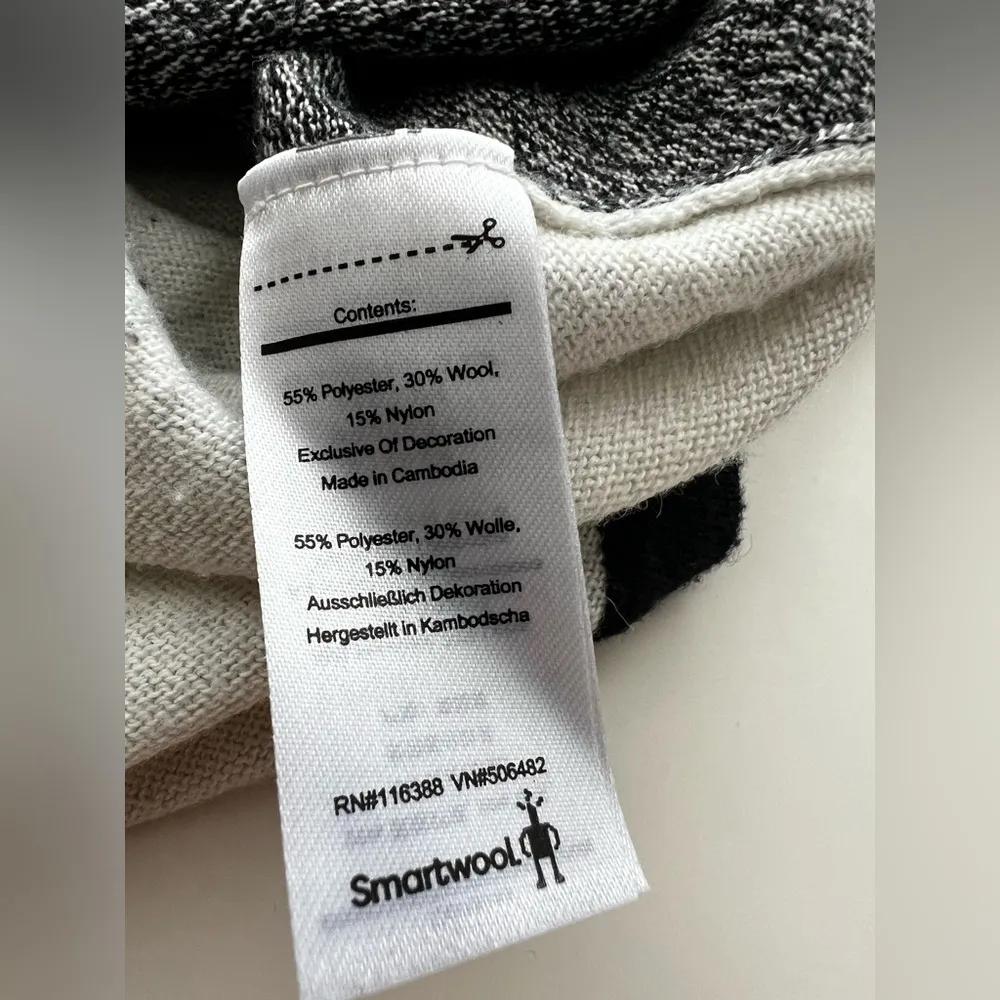 Contents:
55% Polyester, 30% Wool,
15% Nylon
Exclusive Of Decoration
Made in Cambodia
55% Polyester, 30% Wolle,
15% Nylon
Ausschließlich Dekoration
Hergestellt in Kambodscha
RN#116388 VN#506482
Smartwool.